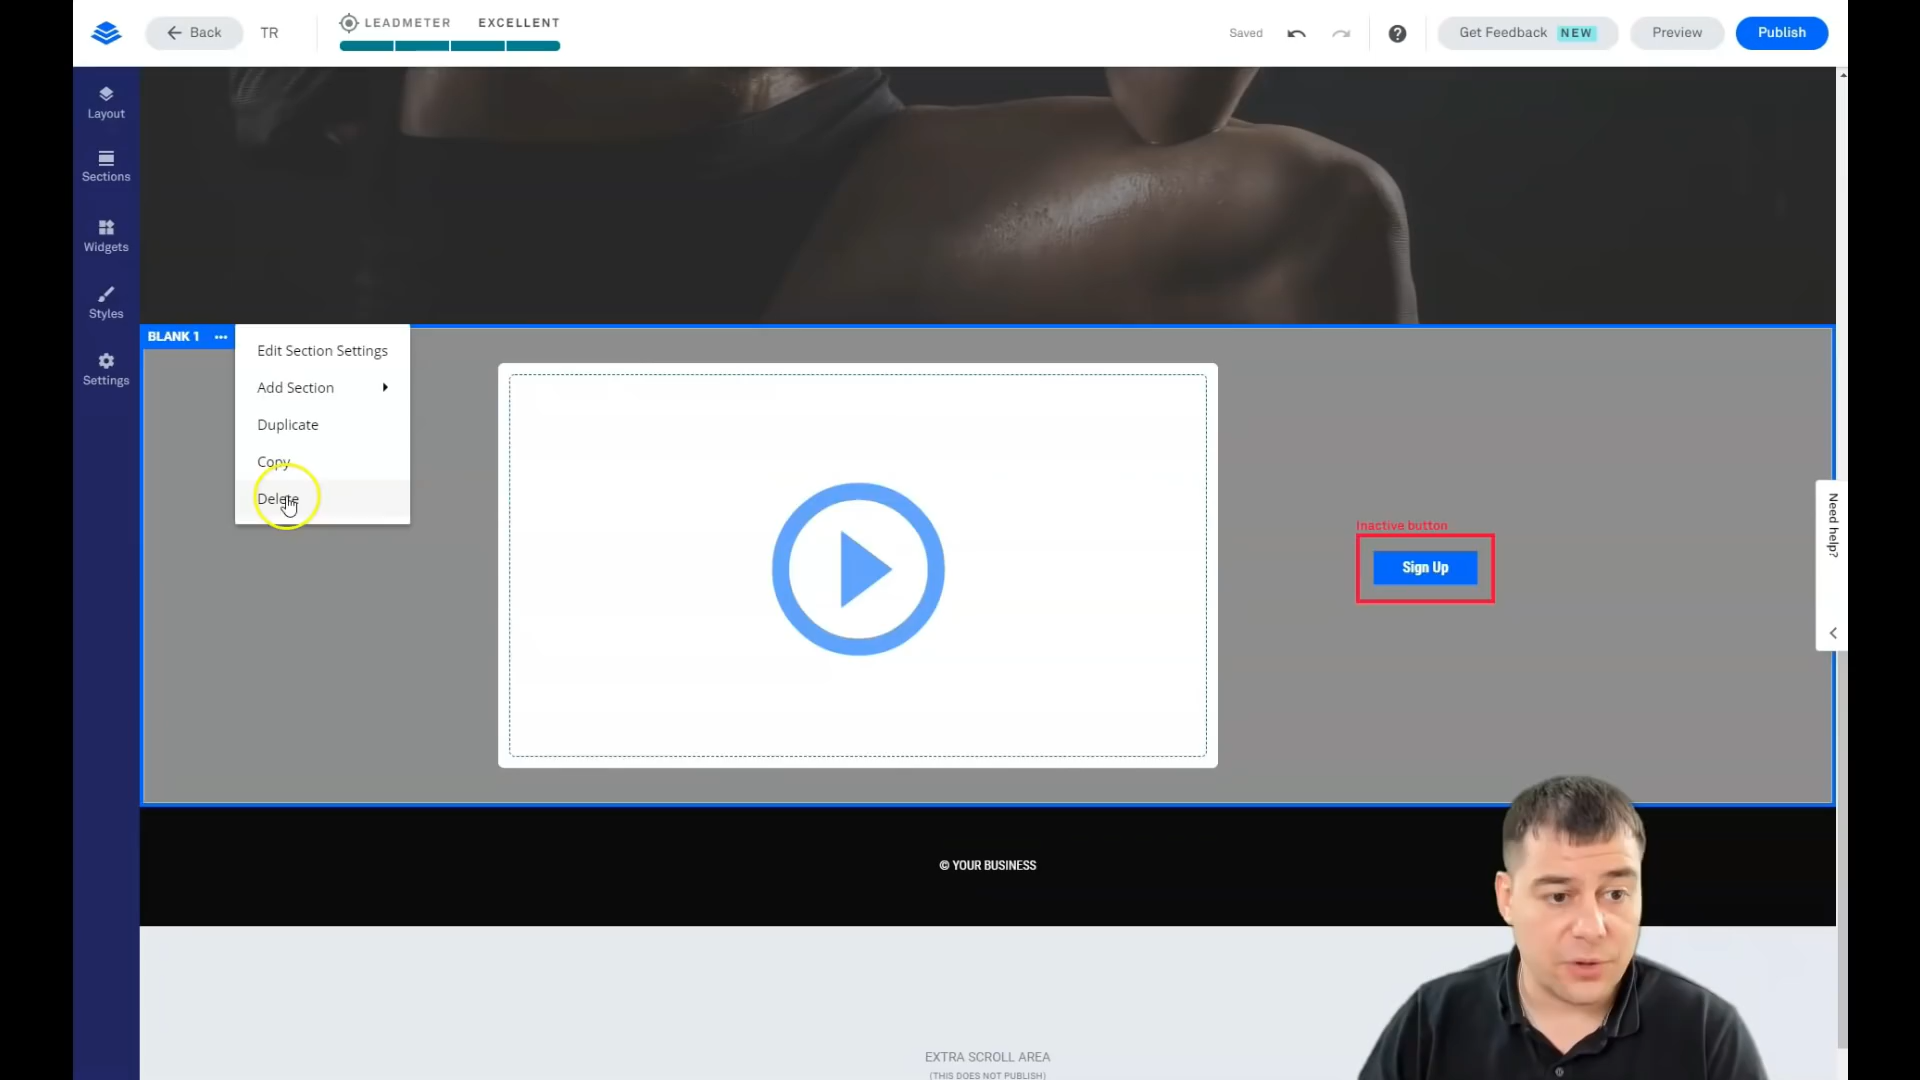 Back
TR
LEADMETER EXCELLENT
Saved
Get Feedback NEW
Preview
Publish
Layout
Sections
Widgets
Styles
Settings
BLANK 1 ...
Edit Section Settings
Add Section
Duplicate
Copy
Delete
Inactive button
Sign Up
Need help?
© YOUR BUSINESS
EXTRA SCROLL AREA
(THIS DOES NOT PUBLISH)